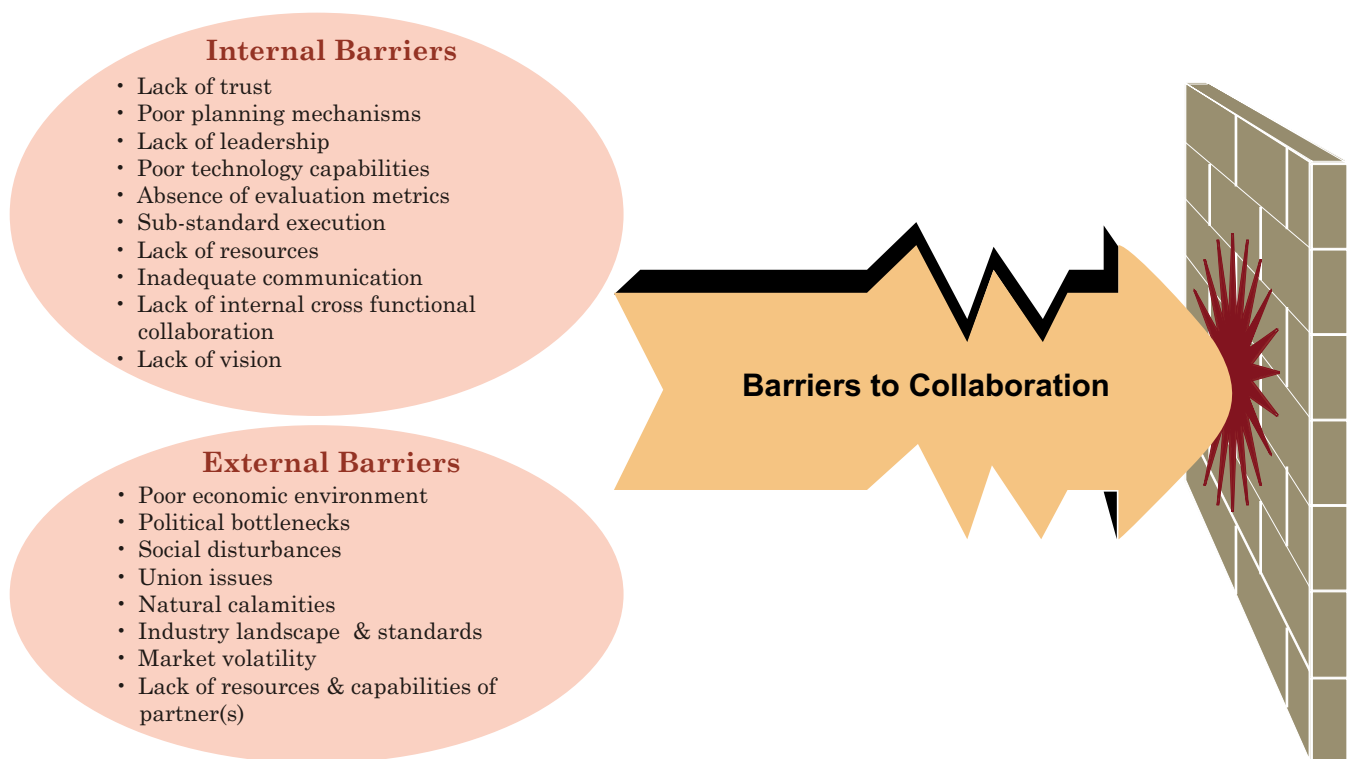 Internal Barriers
• Lack of trust
• Poor planning mechanisms
• Lack of leadership
• Poor technology capabilities
• Absence of evaluation metrics
• Sub-standard execution
• Lack of resources
• Inadequate communication
• Lack of internal cross functional
collaboration
• Lack of vision
External Barriers
• Poor economic environment
• Political bottlenecks
• Social disturbances
• Union issues
• Natural calamities
• Industry landscape & standards
• Market volatility
• Lack of resources & capabilities of
partner(s)
Barriers to Collaboration